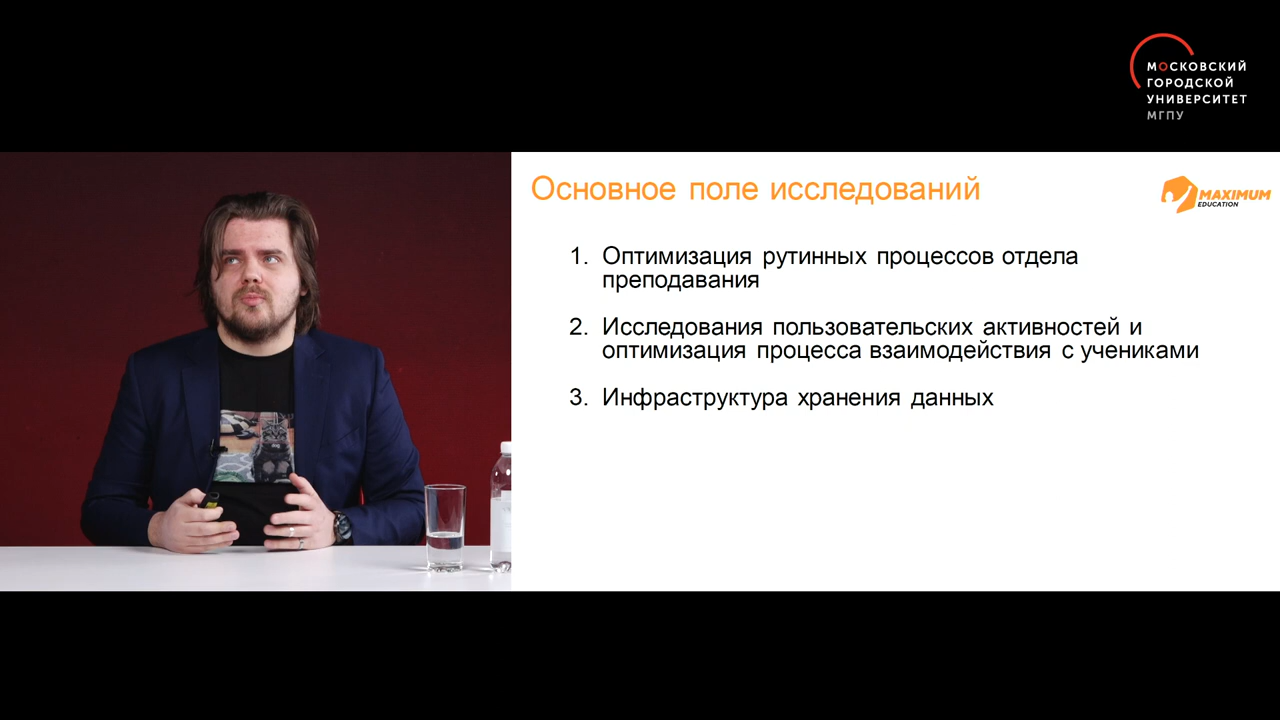 МОСКОВСКИЙ
ГОРОДСКОЙ
УНИВЕРСИТЕТ
МГПУ
Основное поле исследований
MAXIMUM
EDUCATION
1. Оптимизация рутинных процессов отдела
преподавания
2. Исследования пользовательских активностей и
оптимизация процесса взаимодействия с учениками
3. Инфраструктура хранения данных